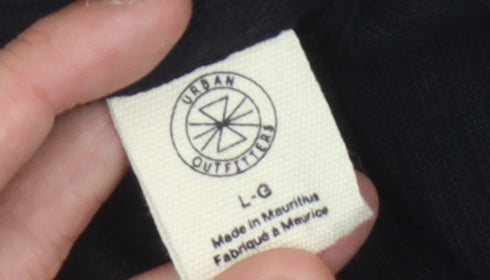 URBAN
OUTFITTERS
L-G
Made in Mauritius
Fabriqué à Maurice